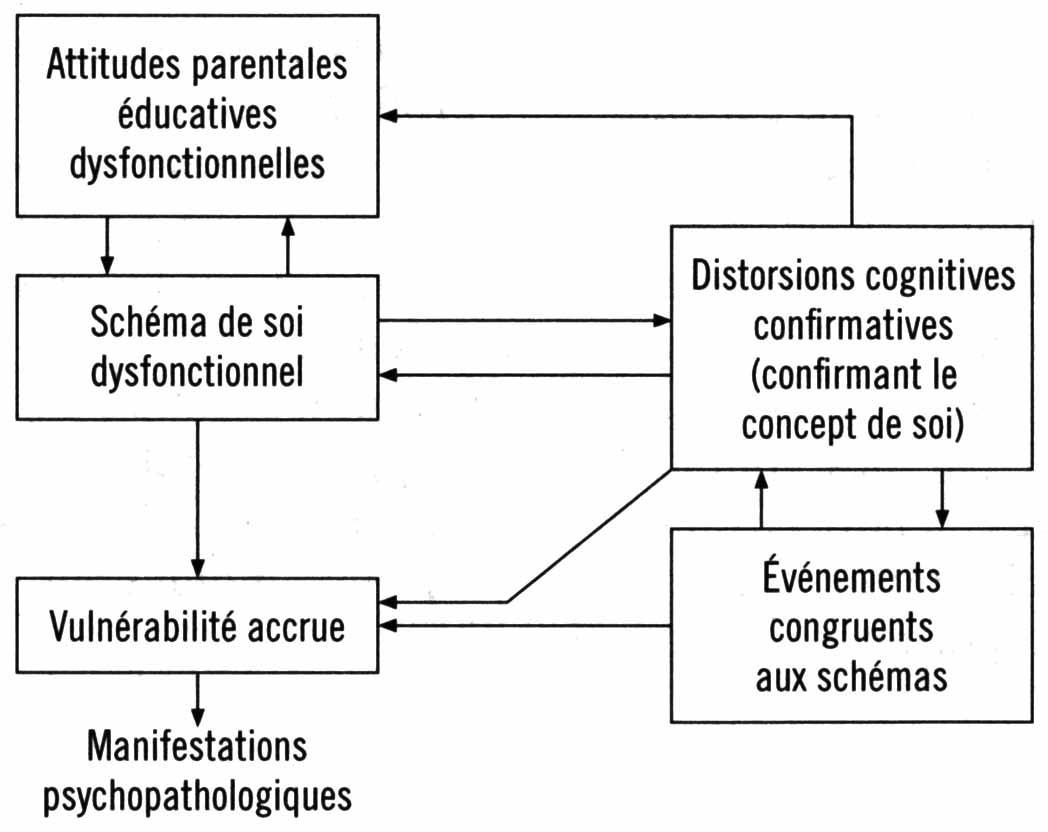 Attitudes parentales
éducatives
dysfonctionnelles
Schéma de soi
dysfonctionnel
Distorsions cognitives
confirmatives
(confirmant le
concept de soi)
Vulnérabilité accrue
Événements
congruents
aux schémas
Manifestations
psychopathologiques